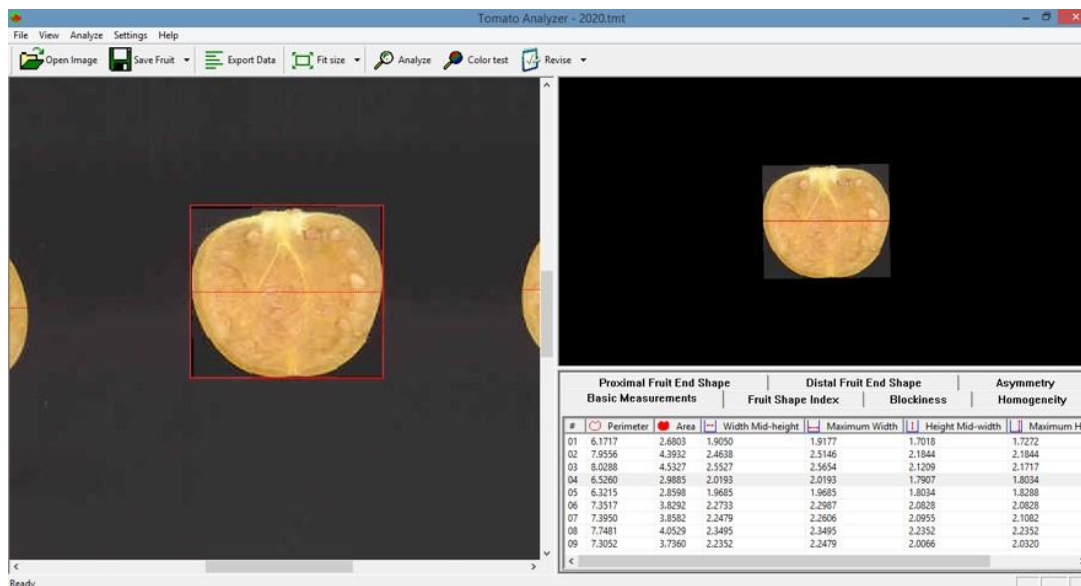 Tomato Analyzer - 2020.tmt
File View Analyze Settings Help
Open Image Save Fruit Export Data Fit size Analyze Color test Revise
Proximal Fruit End Shape Distal Fruit End Shape Asymmetry
Basic Measurements Fruit Shape Index Blockiness Homogeneity
# Perimeter Area Width Mid-height Maximum Width Height Mid-width Maximum H
01 6.1717 2.6803 1.9050 1.9177 1.7018 1.7272
02 7.9556 4.3932 2.4638 2.5146 2.1844 2.1844
03 8.0288 4.5327 2.5527 2.5654 2.1209 2.1717
04 6.5260 2.9885 2.0193 2.0193 1.7907 1.8034
05 6.3215 2.8598 1.9685 1.9685 1.8034 1.8288
06 7.3517 3.8292 2.2733 2.2987 2.0828 2.0828
07 7.3950 3.8582 2.2479 2.2606 2.0955 2.1082
08 7.7481 4.0529 2.3495 2.3495 2.2352 2.2352
09 7.3052 3.7360 2.2352 2.2479 2.0066 2.0320
Ready